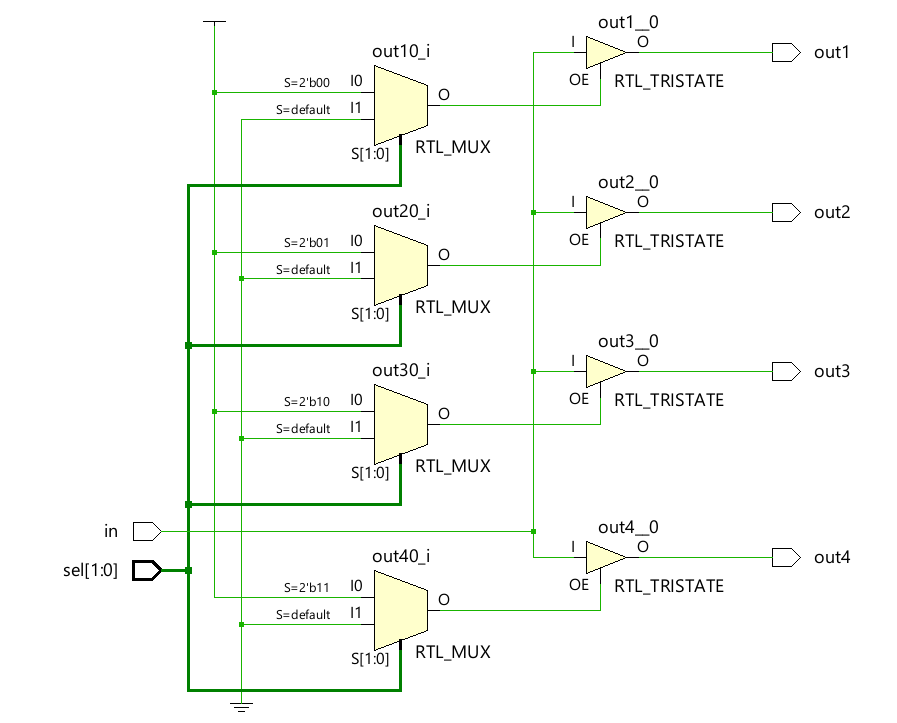 out1__0
I
O
out1
OE
RTL_TRISTATE
out10_i
S=2'b00
I0
S=default
I1
O
S[1:0]
RTL_MUX
out2__0
I
O
out2
OE
RTL_TRISTATE
out20_i
S=2'b01
I0
S=default
I1
O
S[1:0]
RTL_MUX
out3__0
I
O
out3
OE
RTL_TRISTATE
out30_i
S=2'b10
I0
S=default
I1
O
S[1:0]
RTL_MUX
in
sel[1:0]
out4__0
I
O
out4
OE
RTL_TRISTATE
out40_i
S=2'b11
I0
S=default
I1
O
S[1:0]
RTL_MUX